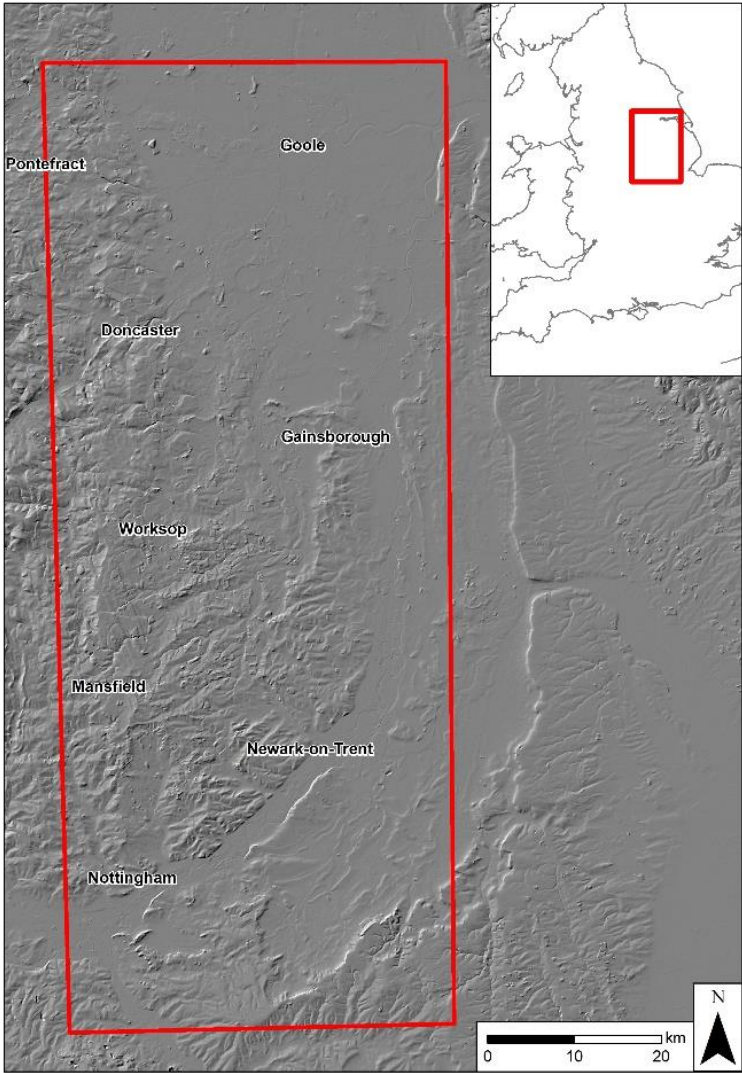 Goole
Pontefract
Doncaster
Gainsborough
Worksop
Mansfield
Newark-on-Trent
Nottingham
N
km
0 10 20